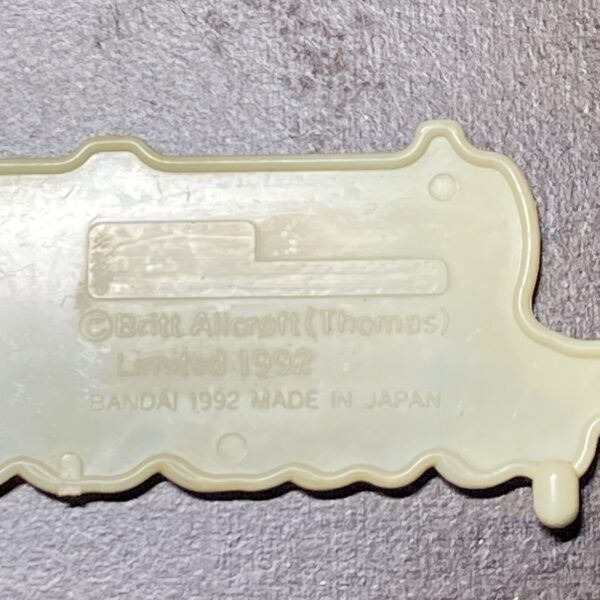 ©Britt Allcroft(Thomas)
Limited 1992
BANDAI 1992 MADE IN JAPAN